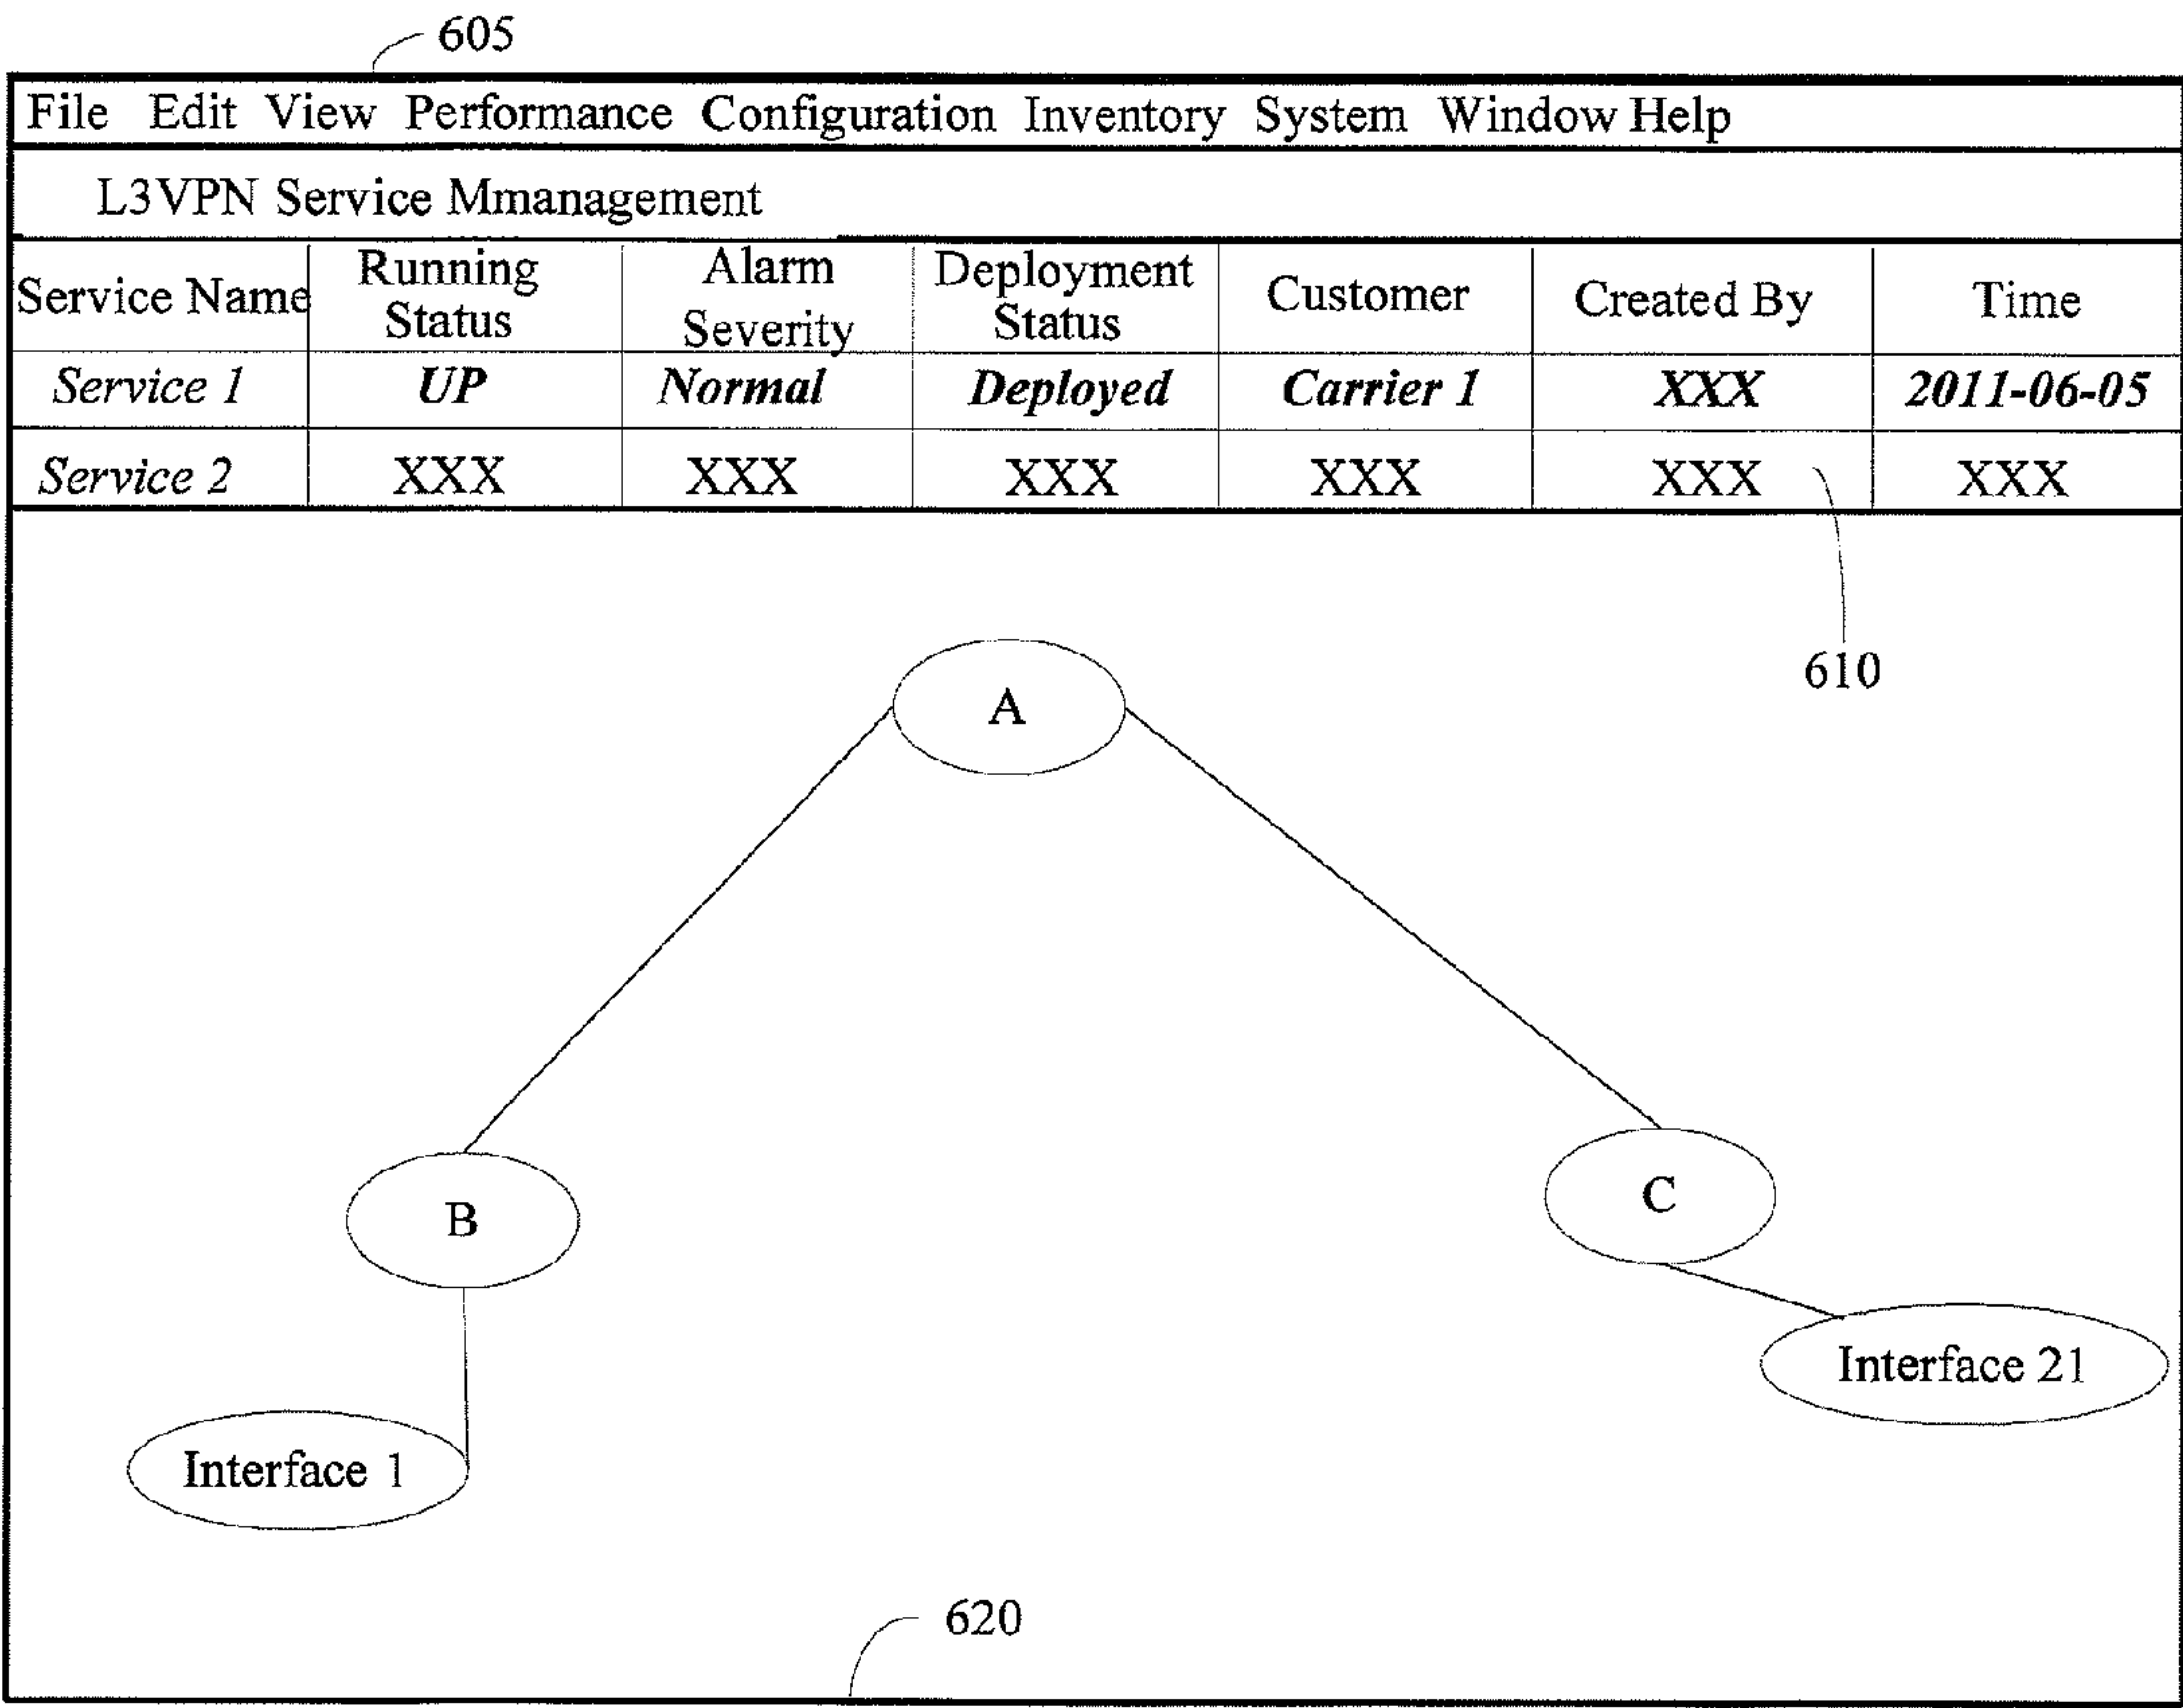 605
File Edit View Performance Configuration Inventory System Window Help
L3VPN Service Mmanagement
Service Name Running Status Alarm Severity Deployment Status Customer Created By Time
Service 1 UP Normal Deployed Carrier 1 XXX 2011-06-05
Service 2 XXX XXX XXX XXX XXX XXX
610
A
B
C
Interface 21
Interface 1
620